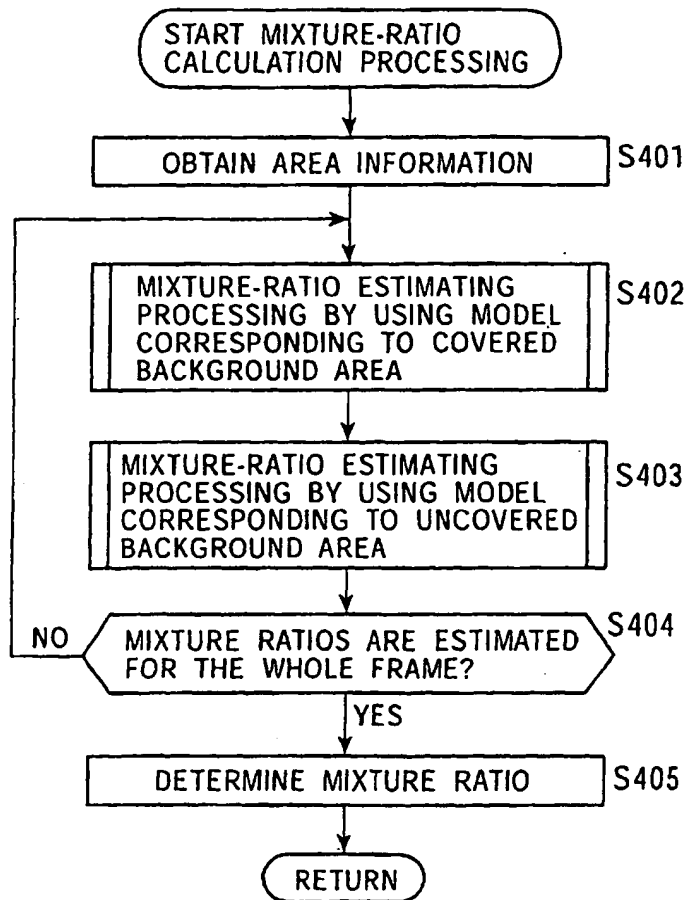 START MIXTURE-RATIO
CALCULATION PROCESSING
OBTAIN AREA INFORMATION
S401
MIXTURE-RATIO ESTIMATING
PROCESSING BY USING MODEL
CORRESPONDING TO COVERED
BACKGROUND AREA
S402
MIXTURE-RATIO ESTIMATING
PROCESSING BY USING MODEL
CORRESPONDING TO UNCOVERED
BACKGROUND AREA
S403
NO
MIXTURE RATIOS ARE ESTIMATED
FOR THE WHOLE FRAME?
S404
YES
DETERMINE MIXTURE RATIO
S405
RETURN